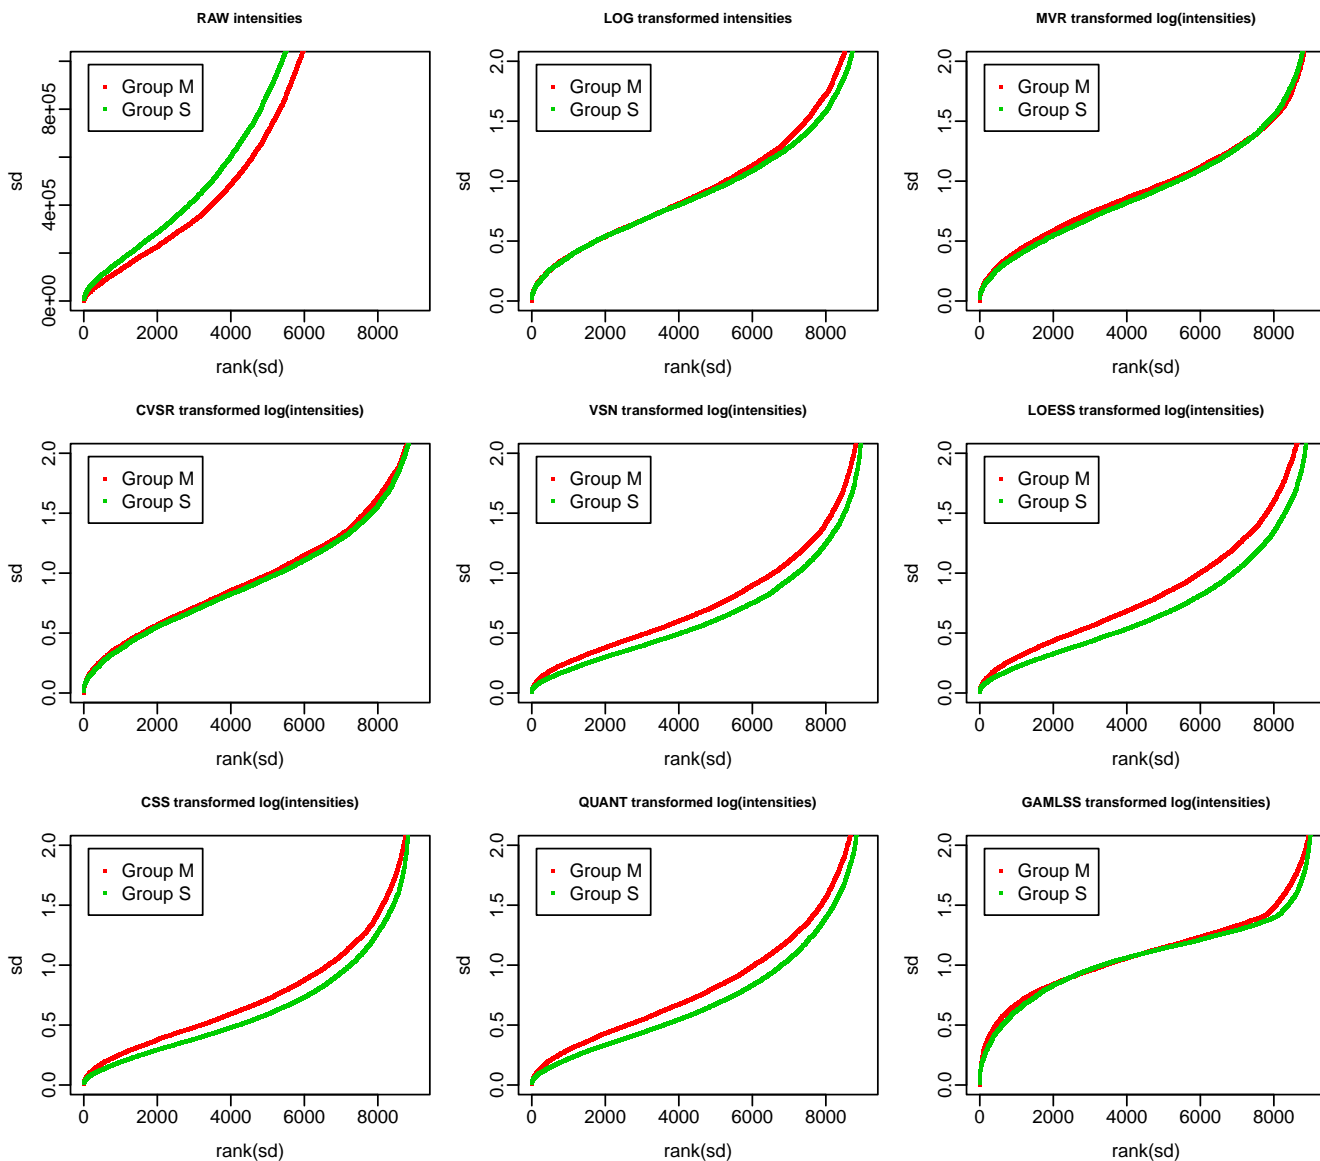 RAW intensities
Group M
Group S
sd
0e+00
4e+05
8e+05
0
2000
4000
6000
8000
rank(sd)
LOG transformed intensities
Group M
Group S
sd
0.0
0.5
1.0
1.5
2.0
0
2000
4000
6000
8000
rank(sd)
MVR transformed log(intensities)
Group M
Group S
sd
0.0
0.5
1.0
1.5
2.0
0
2000
4000
6000
8000
rank(sd)
CVSR transformed log(intensities)
Group M
Group S
sd
0.0
0.5
1.0
1.5
2.0
0
2000
4000
6000
8000
rank(sd)
VSN transformed log(intensities)
Group M
Group S
sd
0.0
0.5
1.0
1.5
2.0
0
2000
4000
6000
8000
rank(sd)
LOESS transformed log(intensities)
Group M
Group S
sd
0.0
0.5
1.0
1.5
2.0
0
2000
4000
6000
8000
rank(sd)
CSS transformed log(intensities)
Group M
Group S
sd
0.0
0.5
1.0
1.5
2.0
0
2000
4000
6000
8000
rank(sd)
QUANT transformed log(intensities)
Group M
Group S
sd
0.0
0.5
1.0
1.5
2.0
0
2000
4000
6000
8000
rank(sd)
GAMLSS transformed log(intensities)
Group M
Group S
sd
0.0
0.5
1.0
1.5
2.0
0
2000
4000
6000
8000
rank(sd)